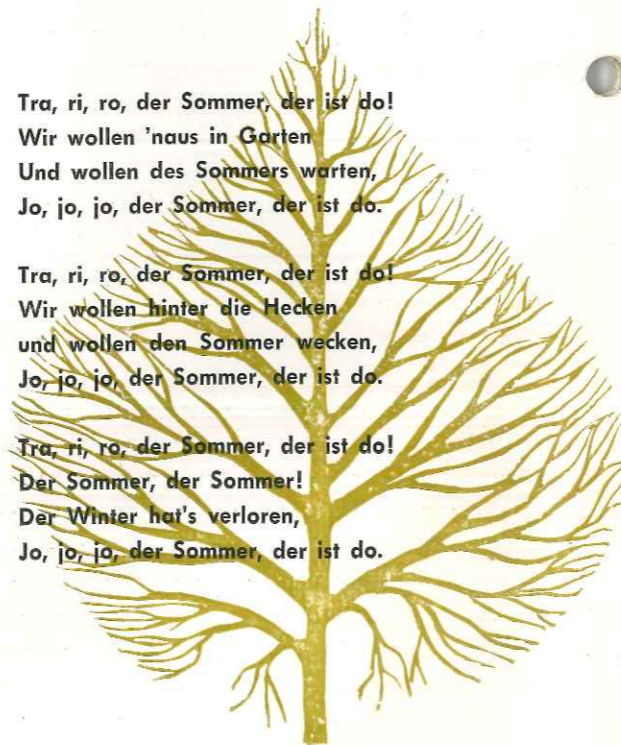 Tra, ri, ro, der Sommer, der ist do!
Wir wollen 'naus in Garten
Und wollen des Sommers warten,
Jo, jo, jo, der Sommer, der ist do.

Tra, ri, ro, der Sommer, der ist do!
Wir wollen hinter die Hecken
und wollen den Sommer wecken,
Jo, jo, jo, der Sommer, der ist do.

Tra, ri, ro, der Sommer, der ist do!
Der Sommer, der Sommer!
Der Winter hat's verloren,
Jo, jo, jo, der Sommer, der ist do.